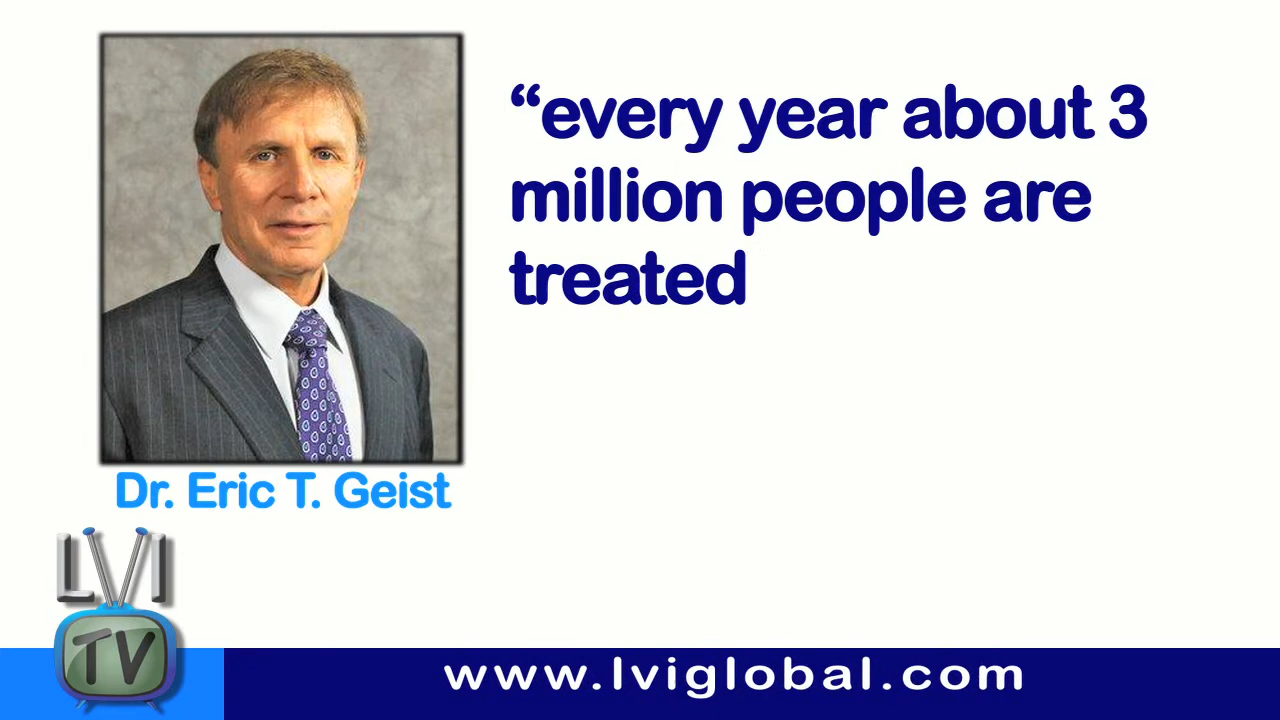 “every year about 3
million people are
treated
Dr. Eric T. Geist
LVI
TV
www.lviglobal.com